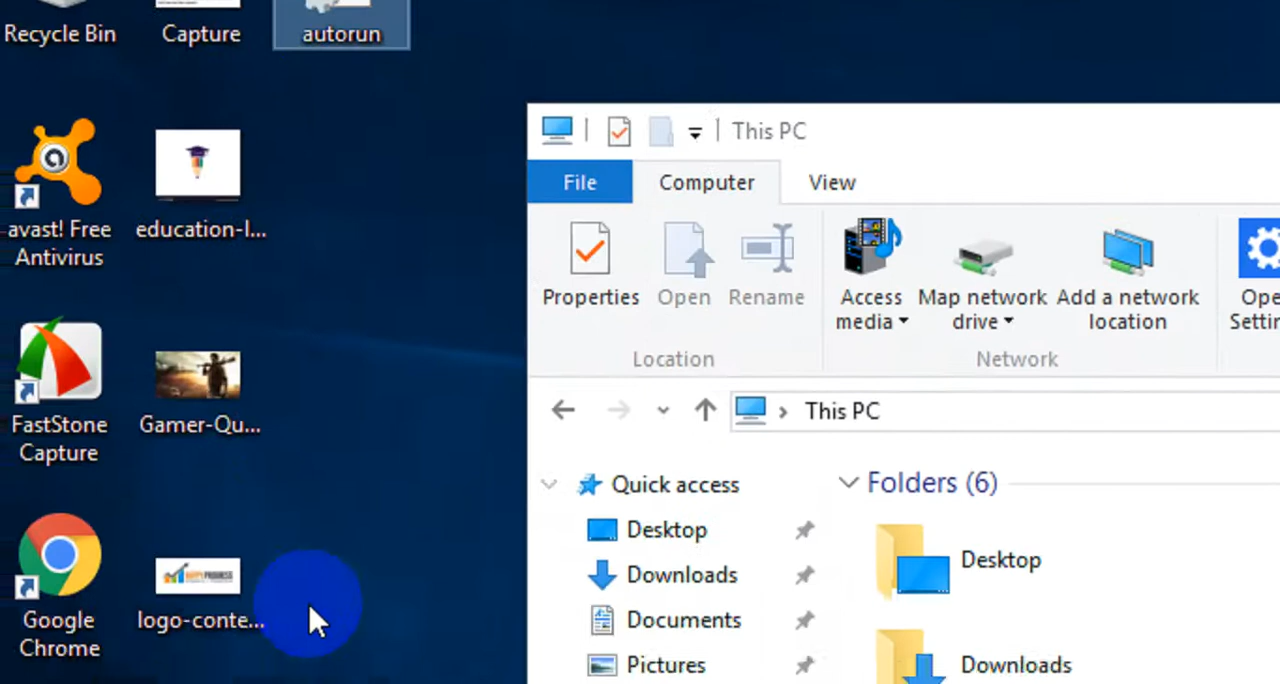 Recycle Bin
Capture
autorun
avast! Free
Antivirus
education-l...
FastStone
Capture
Gamer-Qu...
Google
Chrome
logo-conte...
This PC
File
Computer
View
Properties
Open
Rename
Access
media
Map network
drive
Add a network
location
Ope
Settin
Location
Network
This PC
Quick access
Desktop
Downloads
Documents
Pictures
Folders (6)
Desktop
Downloads